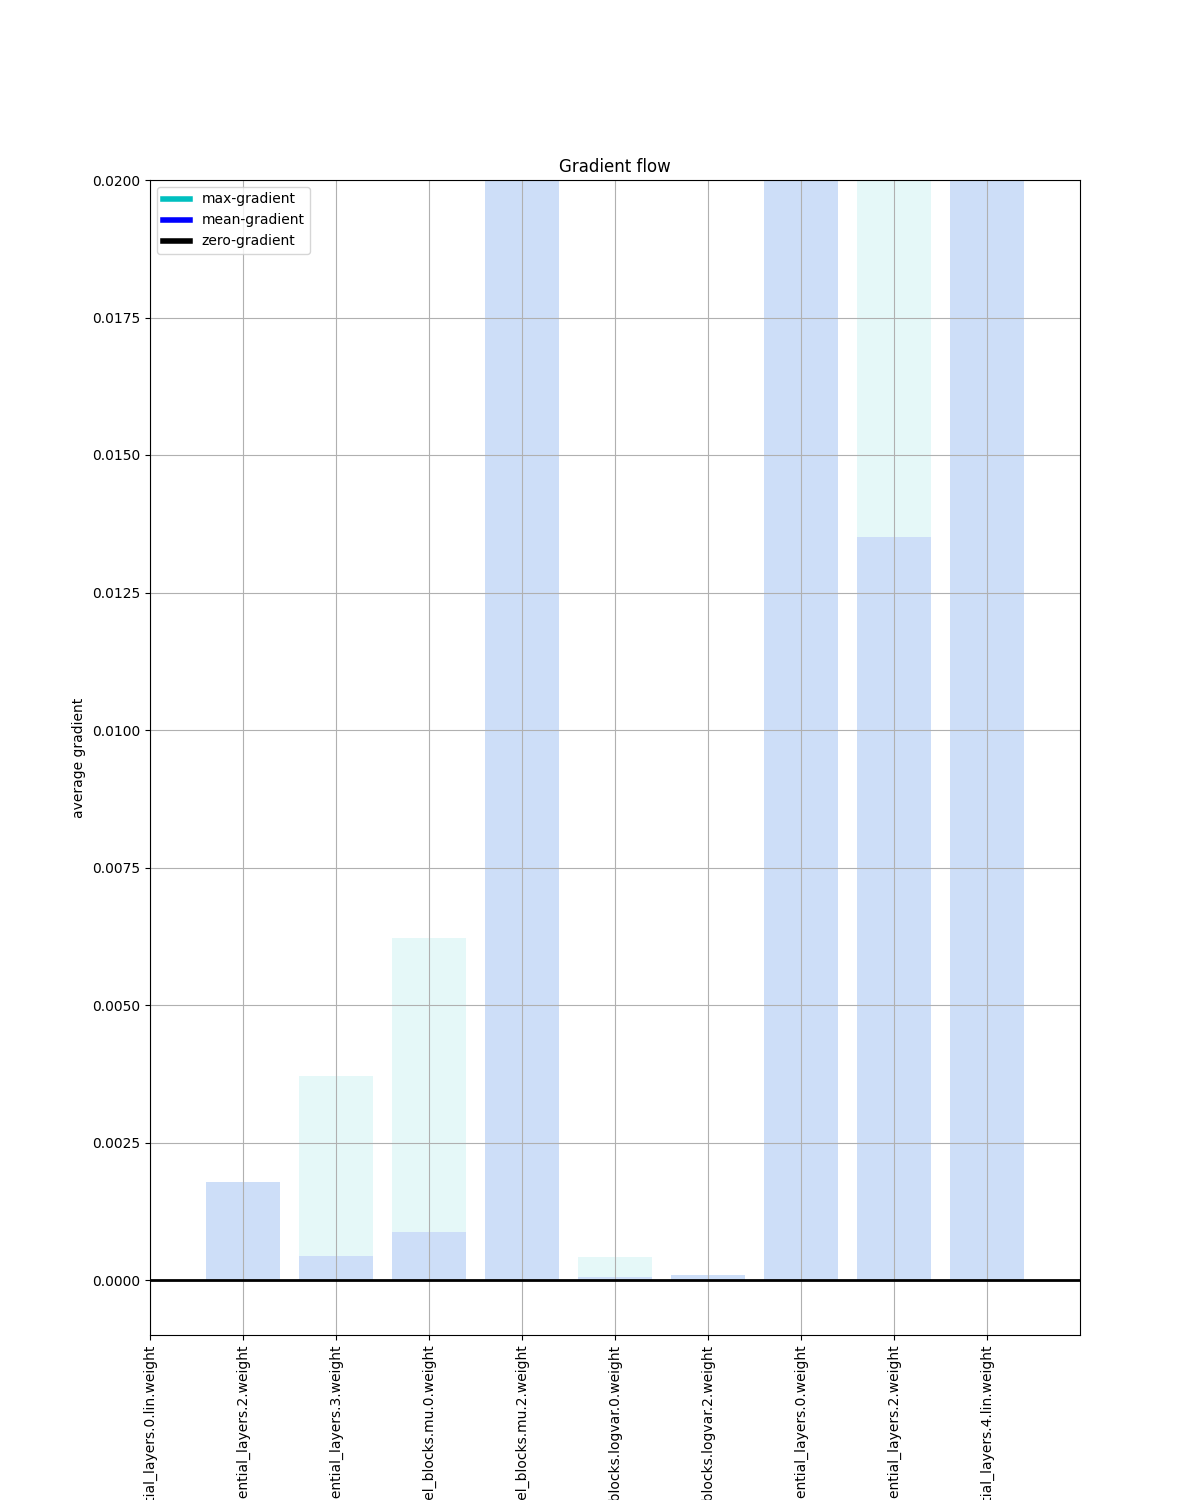 Gradient flow
max-gradient
mean-gradient
zero-gradient
average gradient
0.0200
0.0175
0.0150
0.0125
0.0100
0.0075
0.0050
0.0025
0.0000
tial_layers.0.lin.weight
ential_layers.2.weight
ential_layers.3.weight
el_blocks.mu.0.weight
el_blocks.mu.2.weight
blocks.logvar.0.weight
blocks.logvar.2.weight
ential_layers.0.weight
ential_layers.2.weight
tial_layers.4.lin.weight